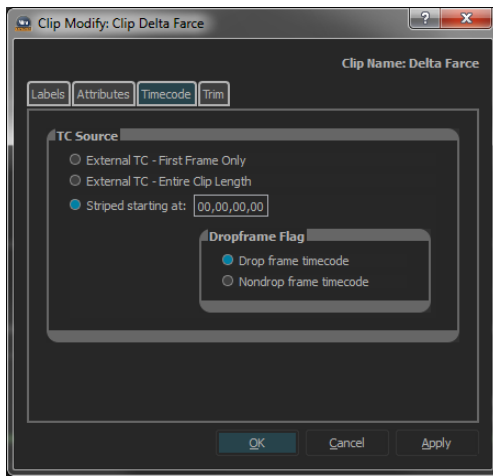 Clip Modify: Clip Delta Farce
?
X
Clip Name: Delta Farce
Labels Attributes Timecode Trim
TC Source
External TC - First Frame Only
External TC - Entire Clip Length
Striped starting at: 00,00,00,00
Dropframe Flag
Drop frame timecode
Nondrop frame timecode
OK Cancel Apply